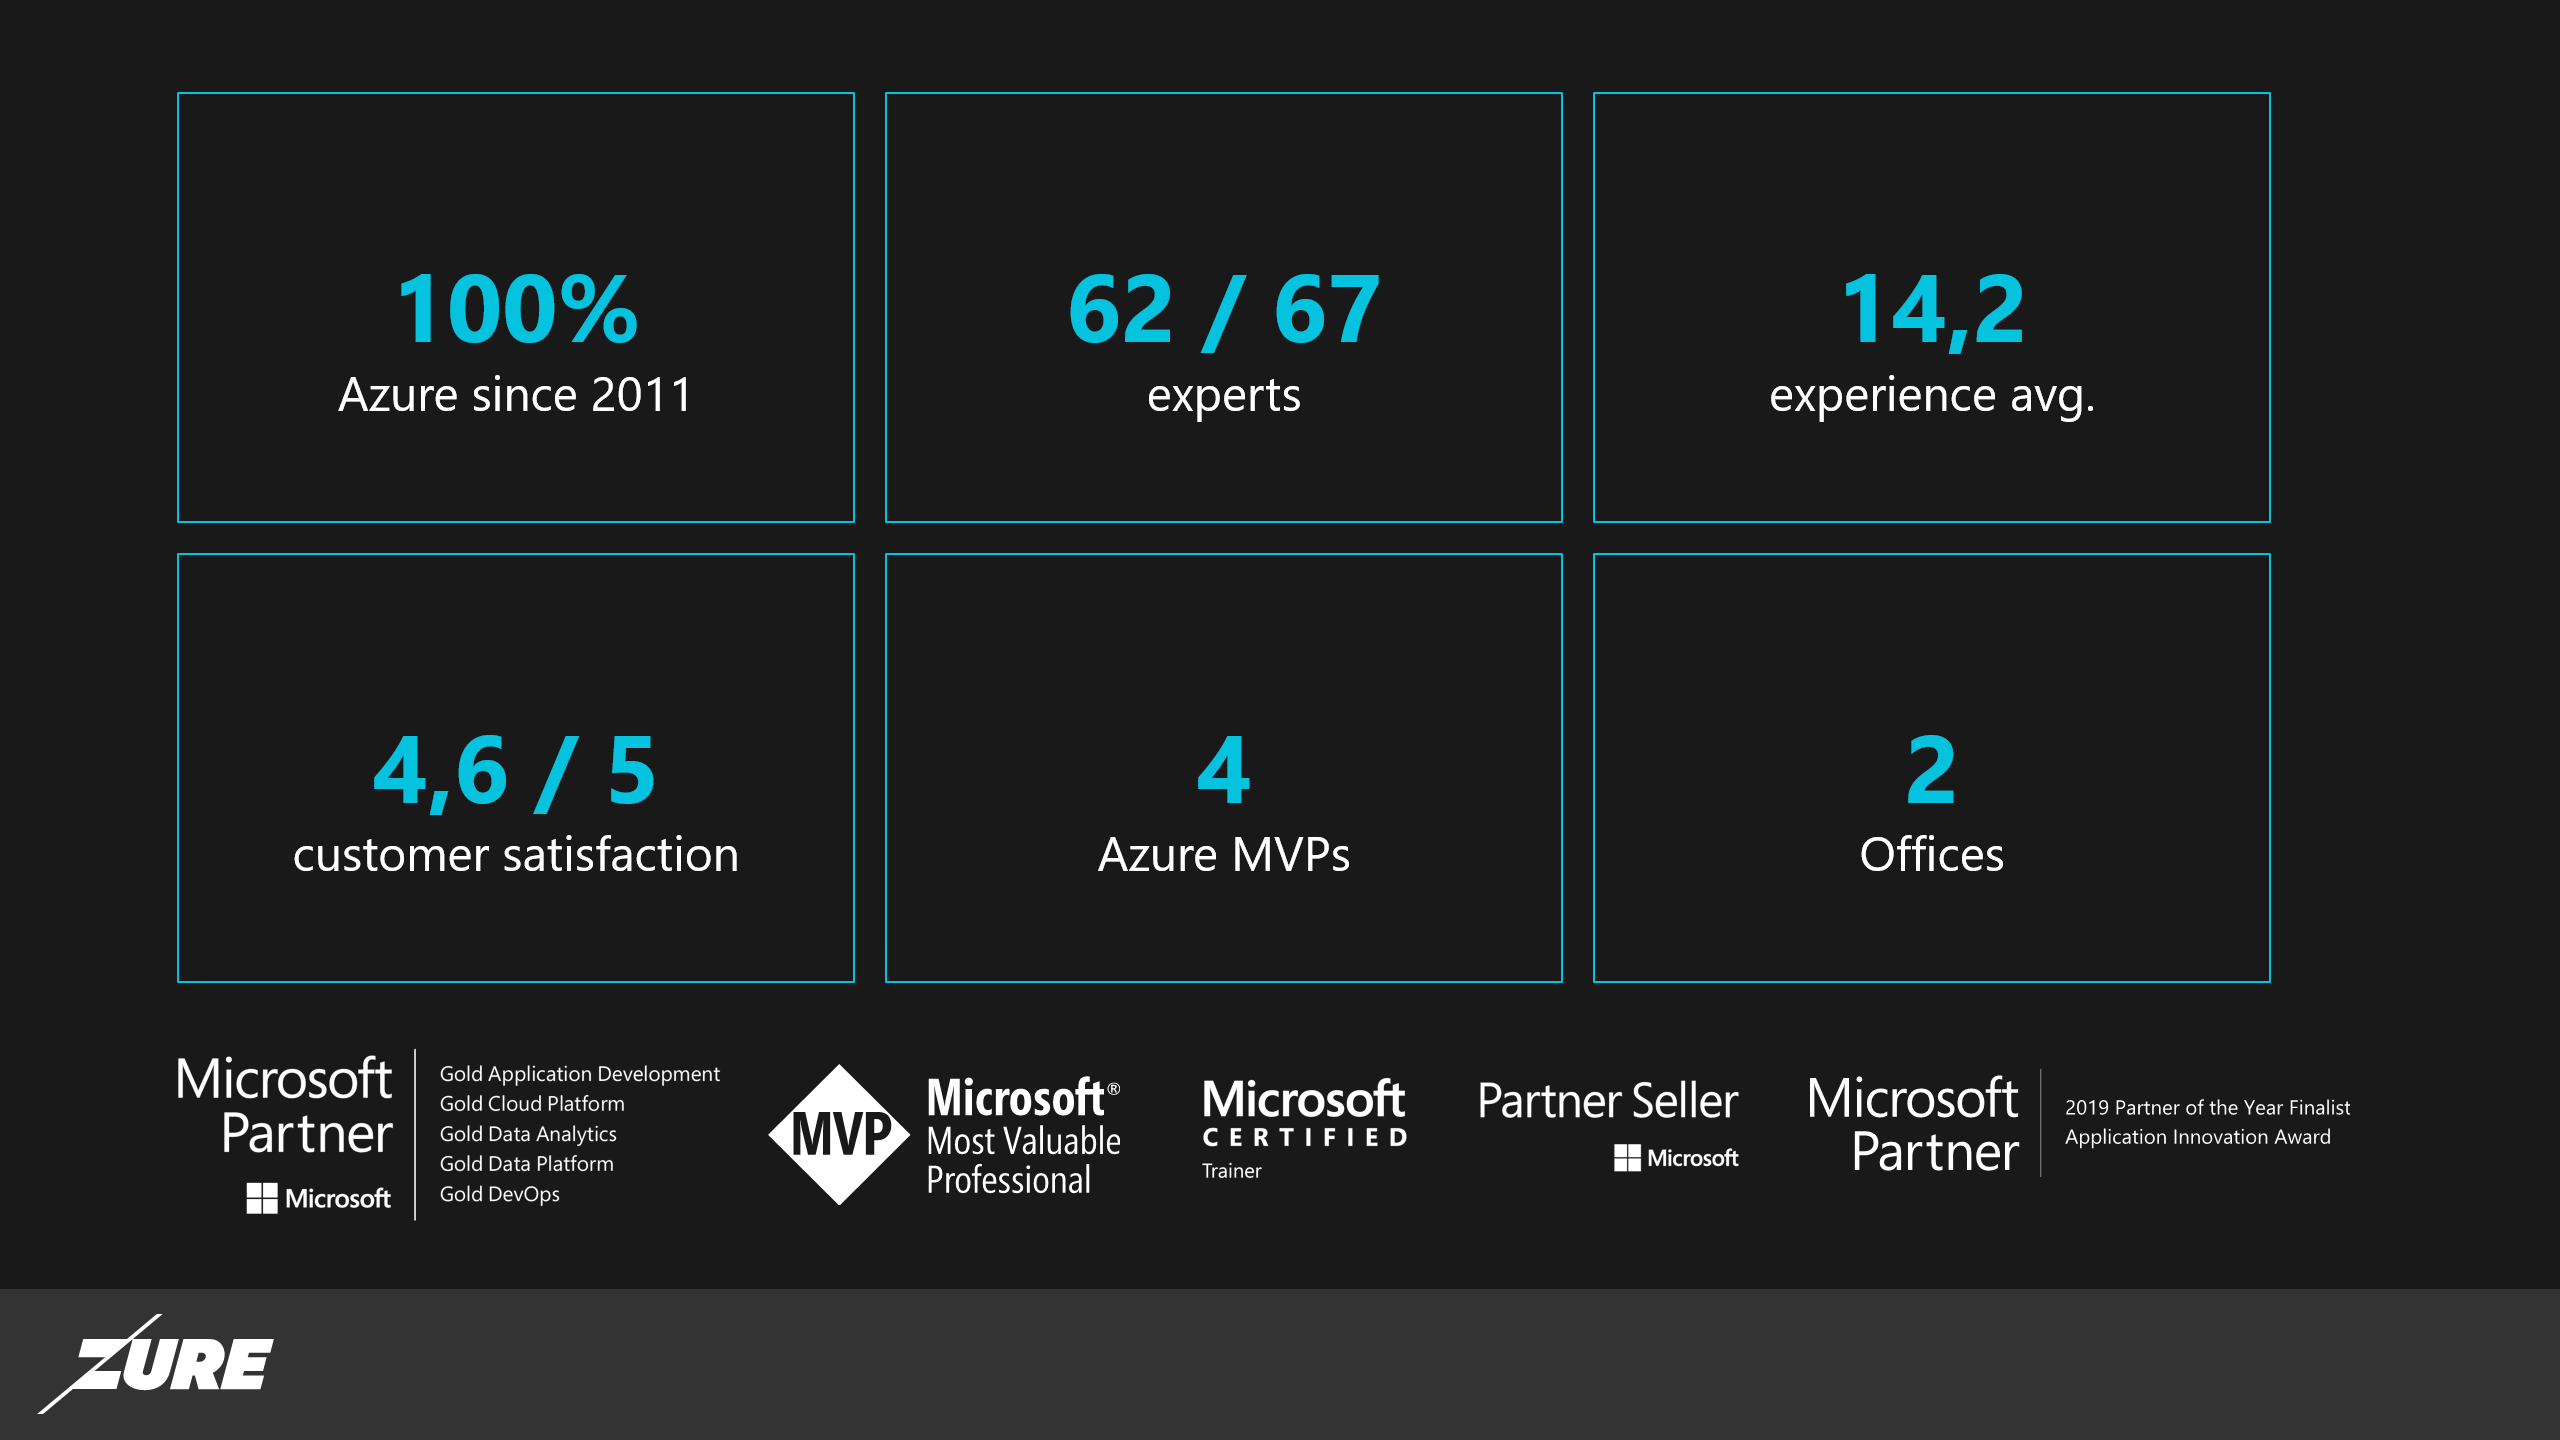 100%
Azure since 2011
62 / 67
experts
14,2
experience avg.
4,6 / 5
customer satisfaction
4
Azure MVPs
2
Offices
Microsoft
Partner
Microsoft
Gold Application Development
Gold Cloud Platform
Gold Data Analytics
Gold Data Platform
Gold DevOps
MVP
Microsoft®
Most Valuable
Professional
Microsoft
CERTIFIED
Trainer
Partner Seller
Microsoft
Microsoft
Partner
2019 Partner of the Year Finalist
Application Innovation Award
ZURE